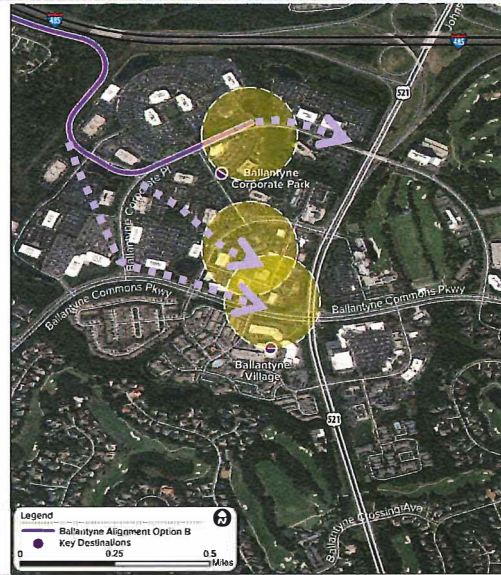 485
Johns
485
521
Ballantyne
Corporate Park
Ballantyne Corporate Pl
Ballantyne Commons Pkwy
Ballantyne Commons Pkwy
Ballantyne
Village
521
Ballantyne Crossing Ave
Legend
Ballantyne Alignment Option B
Key Destinations
N
0 0.25 0.5
Miles